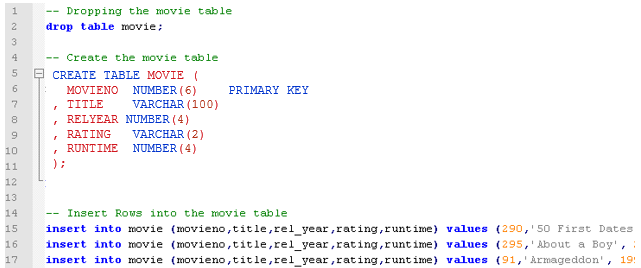 1 -- Dropping the movie table
2 drop table movie;
3
4 -- Create the movie table
5 CREATE TABLE MOVIE (
6 MOVIENO NUMBER(6) PRIMARY KEY
7 , TITLE VARCHAR(100)
8 , RELYEAR NUMBER(4)
9 , RATING VARCHAR(2)
10 , RUNTIME NUMBER(4)
11 );
12
13
14 -- Insert Rows into the movie table
15 insert into movie (movieno,title,rel_year,rating,runtime) values (290,'50 First Dates
16 insert into movie (movieno,title,rel_year,rating,runtime) values (295,'About a Boy',
17 insert into movie (movieno,title,rel_year,rating,runtime) values (91,'Armageddon', 199